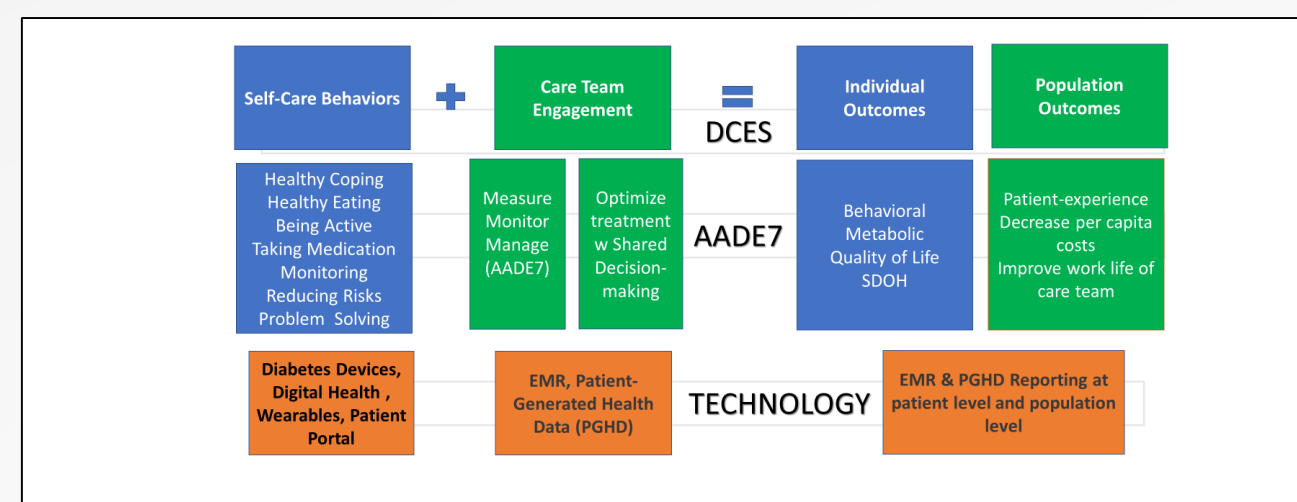 Self-Care Behaviors
+
Care Team
Engagement
=
DCES
Individual
Outcomes
Population
Outcomes
Healthy Coping
Healthy Eating
Being Active
Taking Medication
Monitoring
Reducing Risks
Problem Solving
Measure
Monitor
Manage
(AADE7)
Optimize
treatment
w Shared
Decision-
making
AADE7
Behavioral
Metabolic
Quality of Life
SDOH
Patient-experience
Decrease per capita
costs
Improve work life of
care team
Diabetes Devices,
Digital Health ,
Wearables, Patient
Portal
EMR, Patient-
Generated Health
Data (PGHD)
TECHNOLOGY
EMR & PGHD Reporting at
patient level and population
level